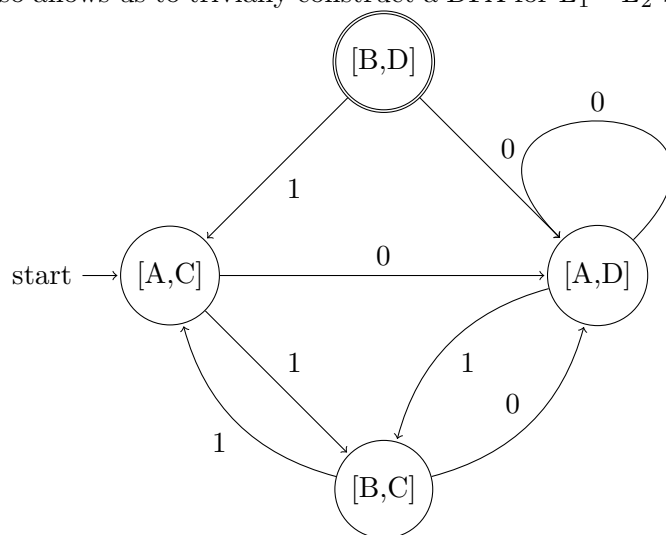 so allows us to trivially construct a DFA for L₁ L₂
[B,D]
0
0
1
start
[A,C]
0
[A,D]
1
1
0
1
[B,C]